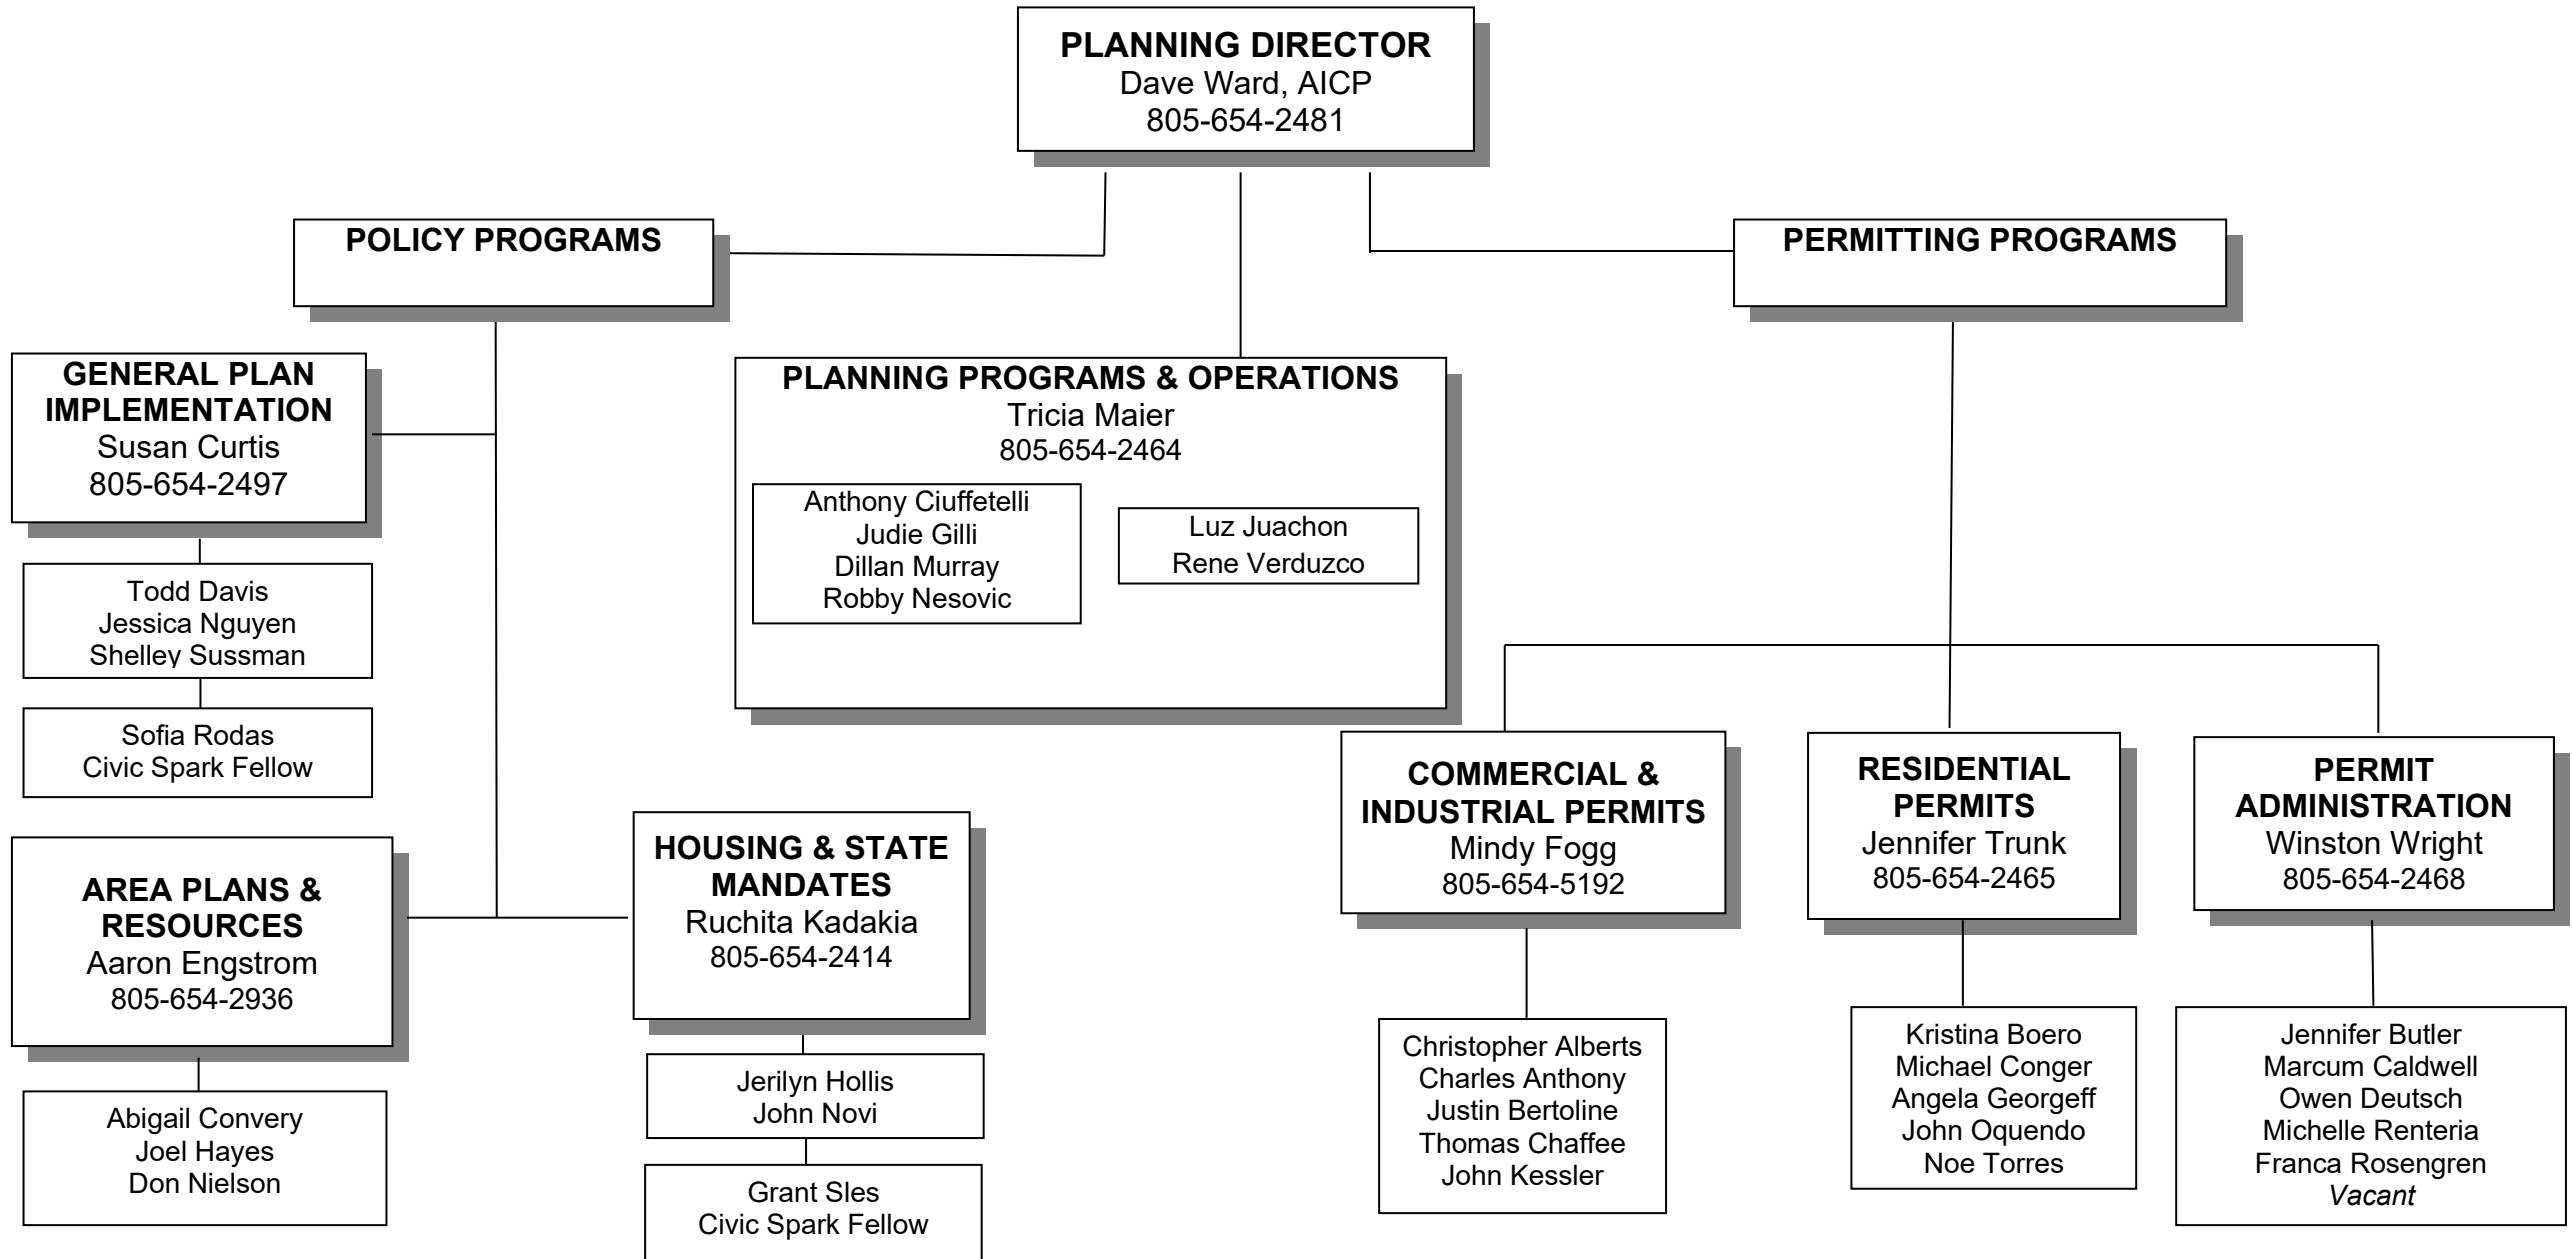 PLANNING DIRECTOR
Dave Ward, AICP
805-654-2481
POLICY PROGRAMS
PERMITTING PROGRAMS
GENERAL PLAN
IMPLEMENTATION
Susan Curtis
805-654-2497
Todd Davis
Jessica Nguyen
Shelley Sussman
Sofia Rodas
Civic Spark Fellow
AREA PLANS &
RESOURCES
Aaron Engstrom
805-654-2936
Abigail Convery
Joel Hayes
Don Nielson
HOUSING & STATE
MANDATES
Ruchita Kadakia
805-654-2414
Jerilyn Hollis
John Novi
Grant Sles
Civic Spark Fellow
PLANNING PROGRAMS & OPERATIONS
Tricia Maier
805-654-2464
Anthony Ciuffetelli
Judie Gilli
Dillan Murray
Robby Nesovic
Luz Juachon
Rene Verduzco
COMMERCIAL &
INDUSTRIAL PERMITS
Mindy Fogg
805-654-5192
Christopher Alberts
Charles Anthony
Justin Bertoline
Thomas Chaffee
John Kessler
RESIDENTIAL
PERMITS
Jennifer Trunk
805-654-2465
Kristina Boero
Michael Conger
Angela Georgeff
John Oquendo
Noe Torres
PERMIT
ADMINISTRATION
Winston Wright
805-654-2468
Jennifer Butler
Marcum Caldwell
Owen Deutsch
Michelle Renteria
Franca Rosengren
Vacant